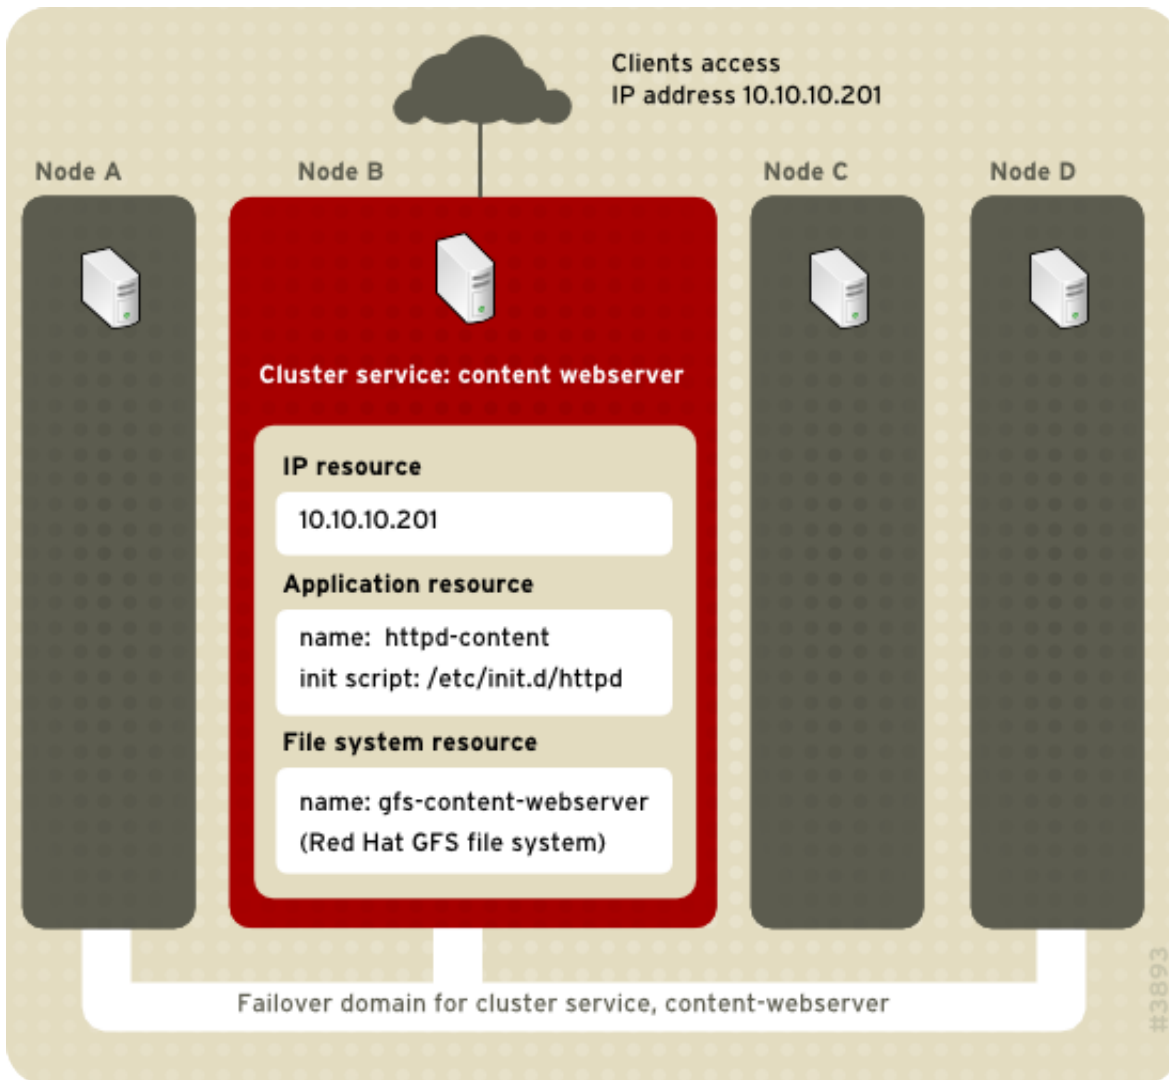 Clients access
IP address 10.10.10.201
Node A
Node B
Node C
Node D
Cluster service: content webserver
IP resource
10.10.10.201
Application resource
name: httpd-content
init script: /etc/init.d/httpd
File system resource
name: gfs-content-webserver
(Red Hat GFS file system)
Failover domain for cluster service, content-webserver
#3893